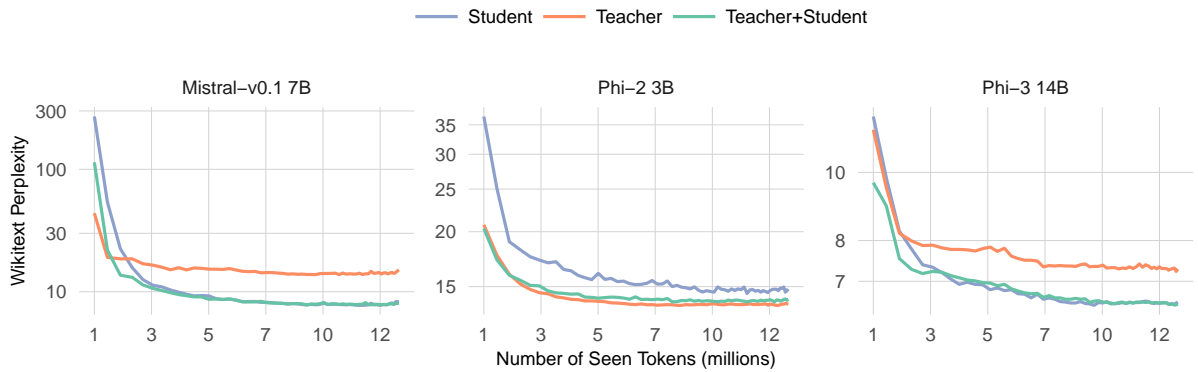 Student Teacher Teacher+Student
Mistral−v0.1 7B Phi−2 3B Phi−3 14B
Wikitext Perplexity
300
100
30
10
1 3 5 7 10 12
35
30
25
20
15
1 3 5 7 10 12
10
8
7
1 3 5 7 10 12
Number of Seen Tokens (millions)